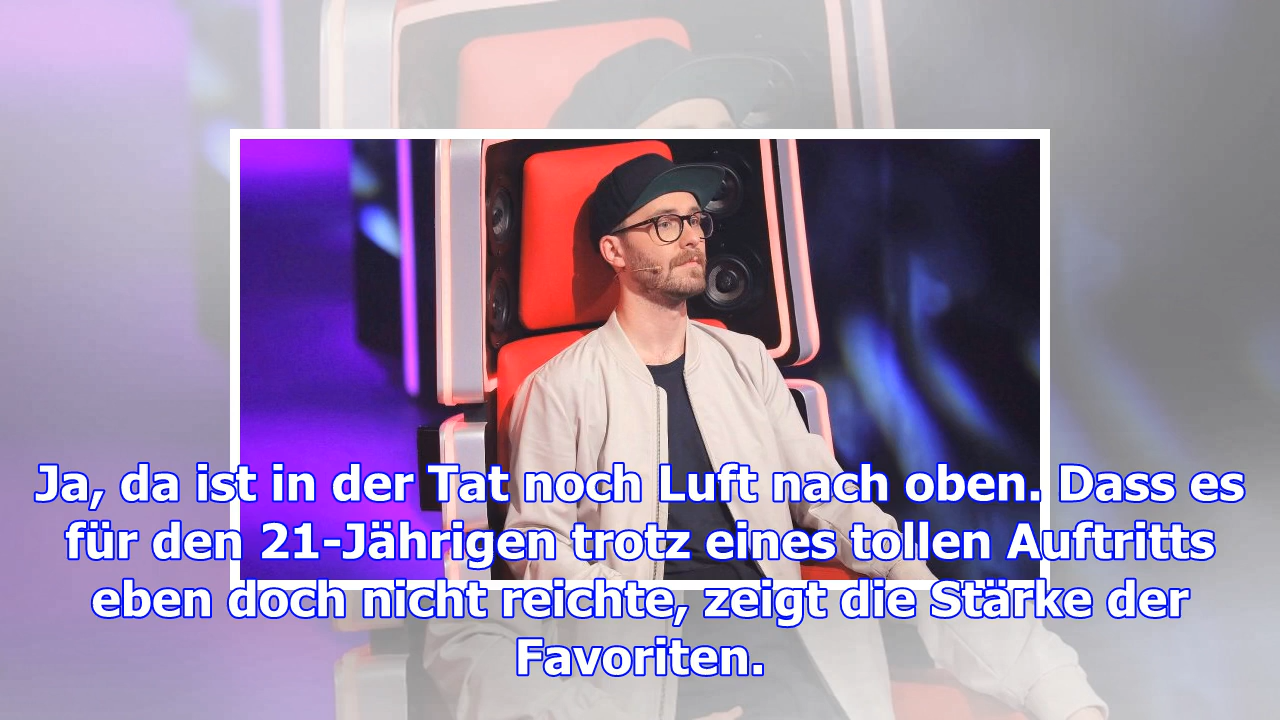 Ja, da ist in der Tat noch Luft nach oben. Dass es
für den 21-Jährigen trotz eines tollen Auftritts
eben doch nicht reichte, zeigt die Stärke der
Favoriten.